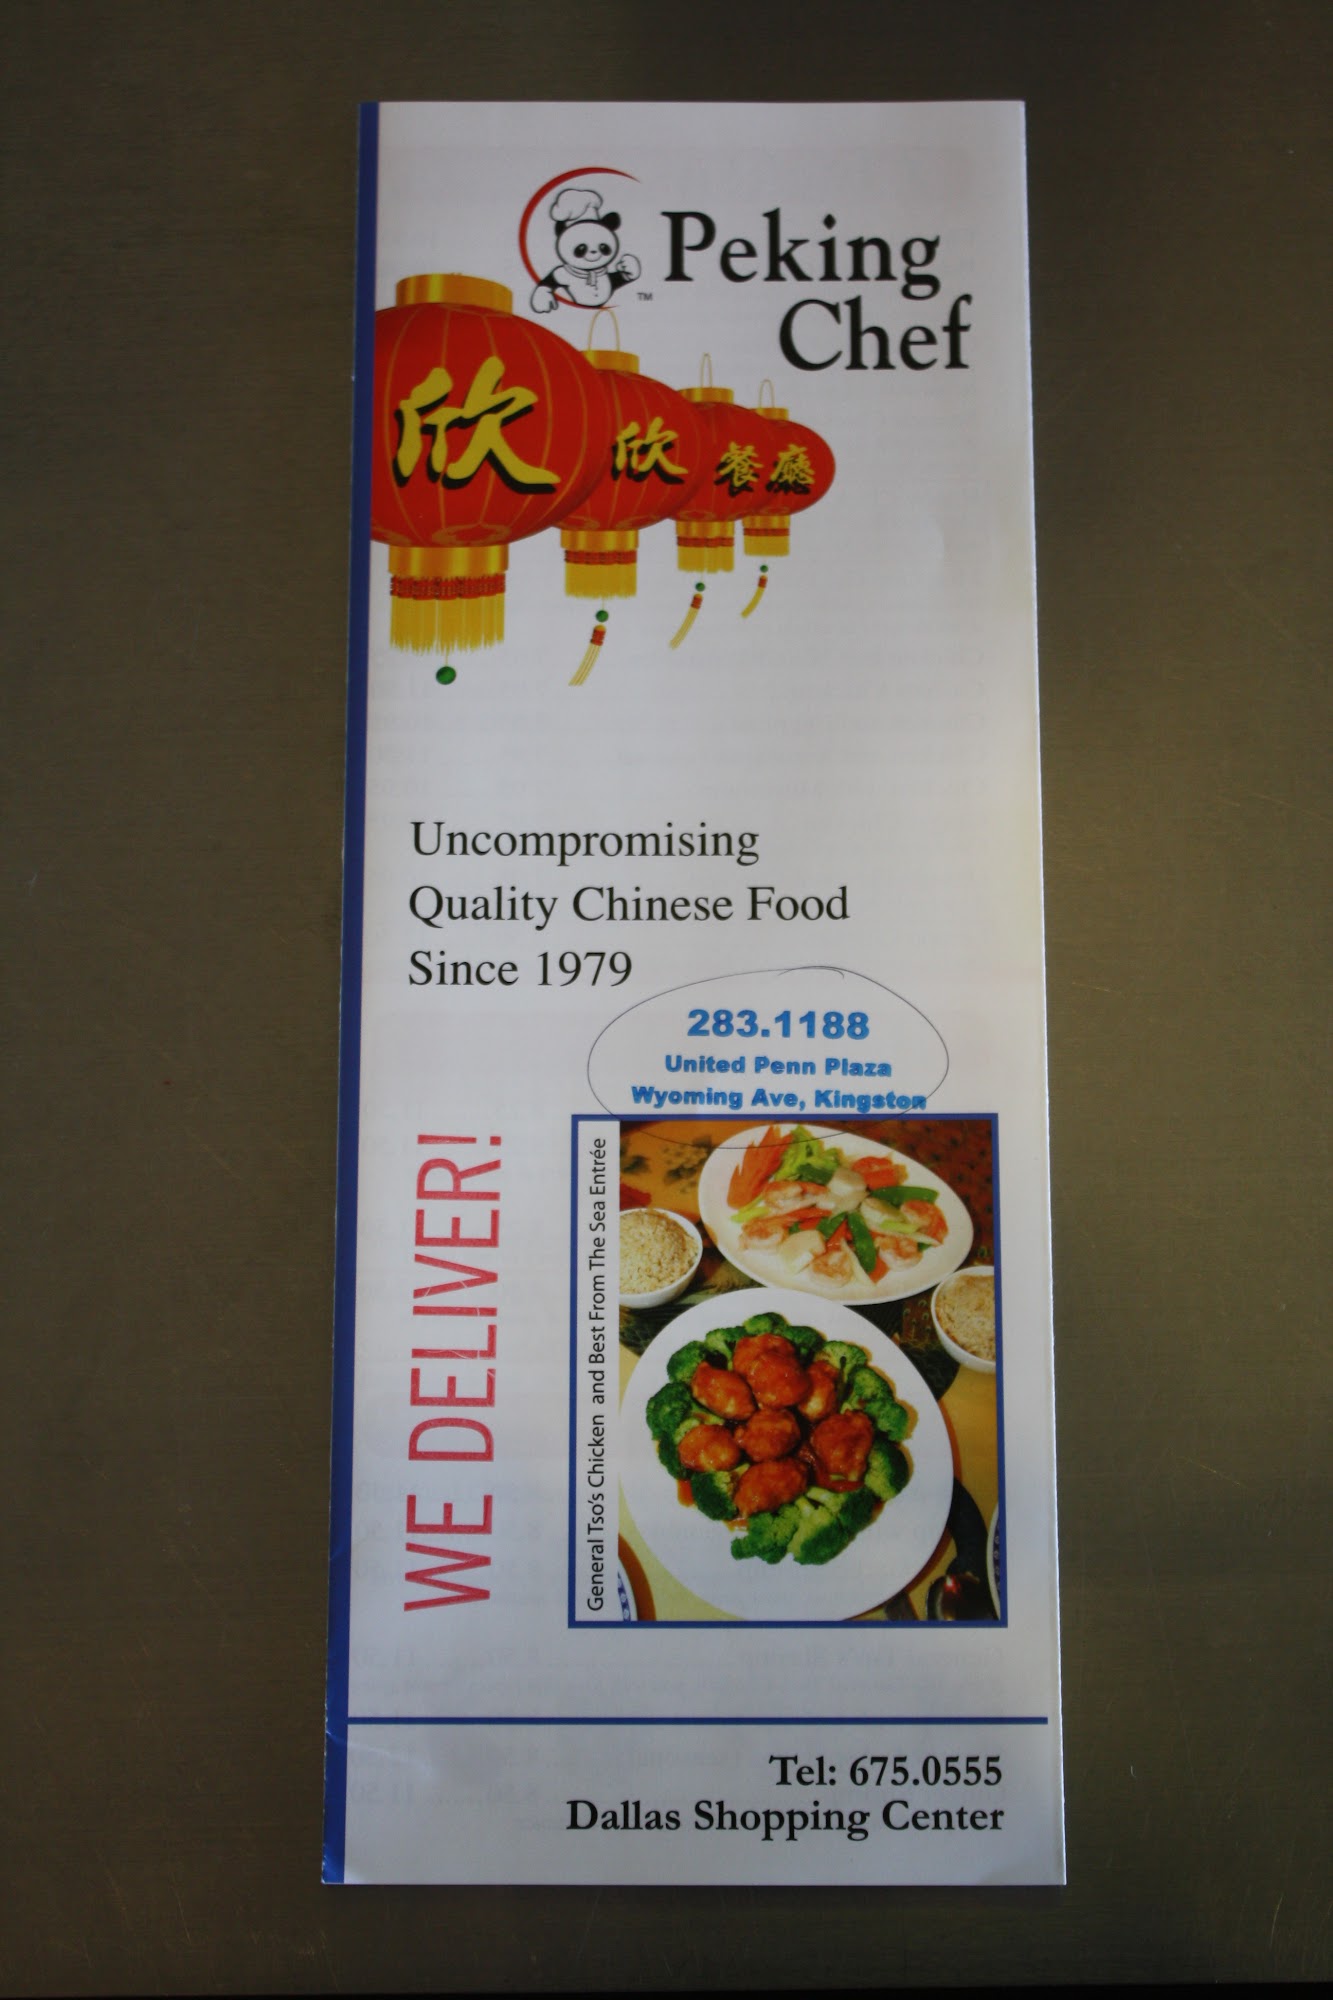 Peking
Chef
TM
欣
欣
餐
廳
Uncompromising
Quality Chinese Food
Since 1979
283.1188
United Penn Plaza
Wyoming Ave, Kingston
WE DELIVER!
General Tso's Chicken and Best From The Sea Entrée
Tel: 675.0555
Dallas Shopping Center